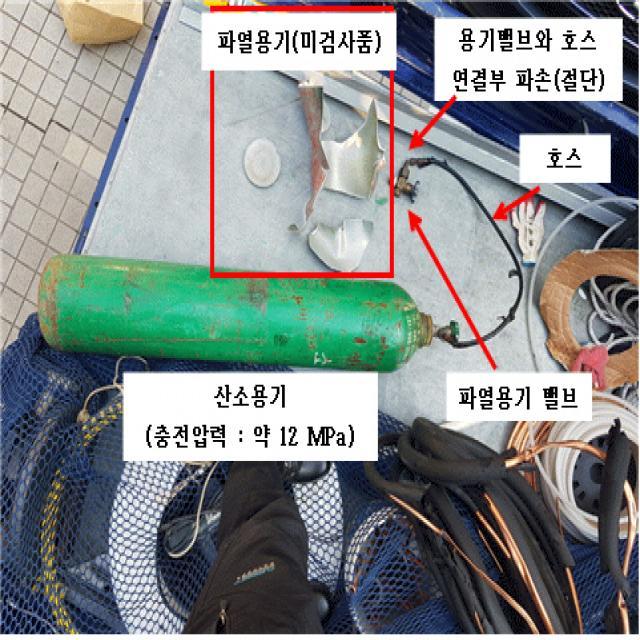 파열용기(미검사품)
용기밸브와 호스
연결부 파손(절단)
호스
산소용기
(충전압력 : 약 12 MPa)
파열용기 밸브